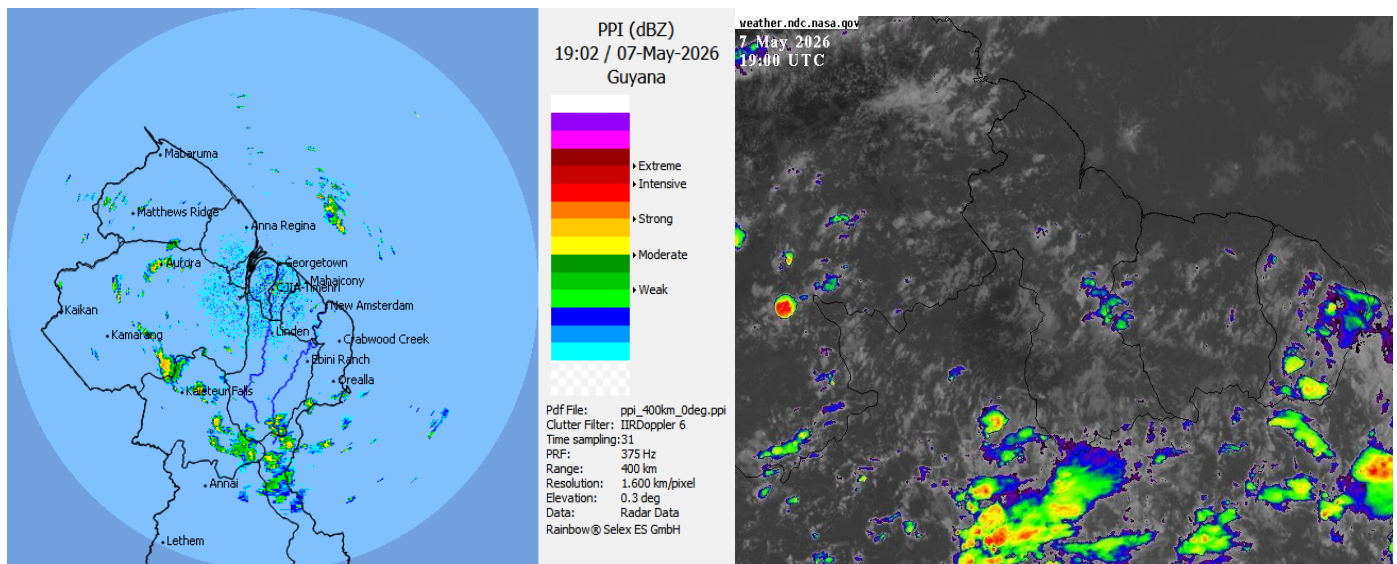 Mabaruma
Matthews Ridge
Anna Regina
Aurora
Georgetown
Mahaicony
CJIA-Timehri
New Amsterdam
Kaikan
Kamarang
Linden
Crabwood Creek
Ebini Ranch
Orealla
Kaieteur Falls
Annai
Lethem
PPI (dBZ)
19:02 / 07-May-2026
Guyana
Extreme
Intensive
Strong
Moderate
Weak
Pdf File: ppi_400km_0deg.ppi
Clutter Filter: IIRDoppler 6
Time sampling:31
PRF: 375 Hz
Range: 400 km
Resolution: 1.600 km/pixel
Elevation: 0.3 deg
Data: Radar Data
Rainbow® Selex ES GmbH
weather.ndc.nasa.gov
7 May 2026
19:00 UTC